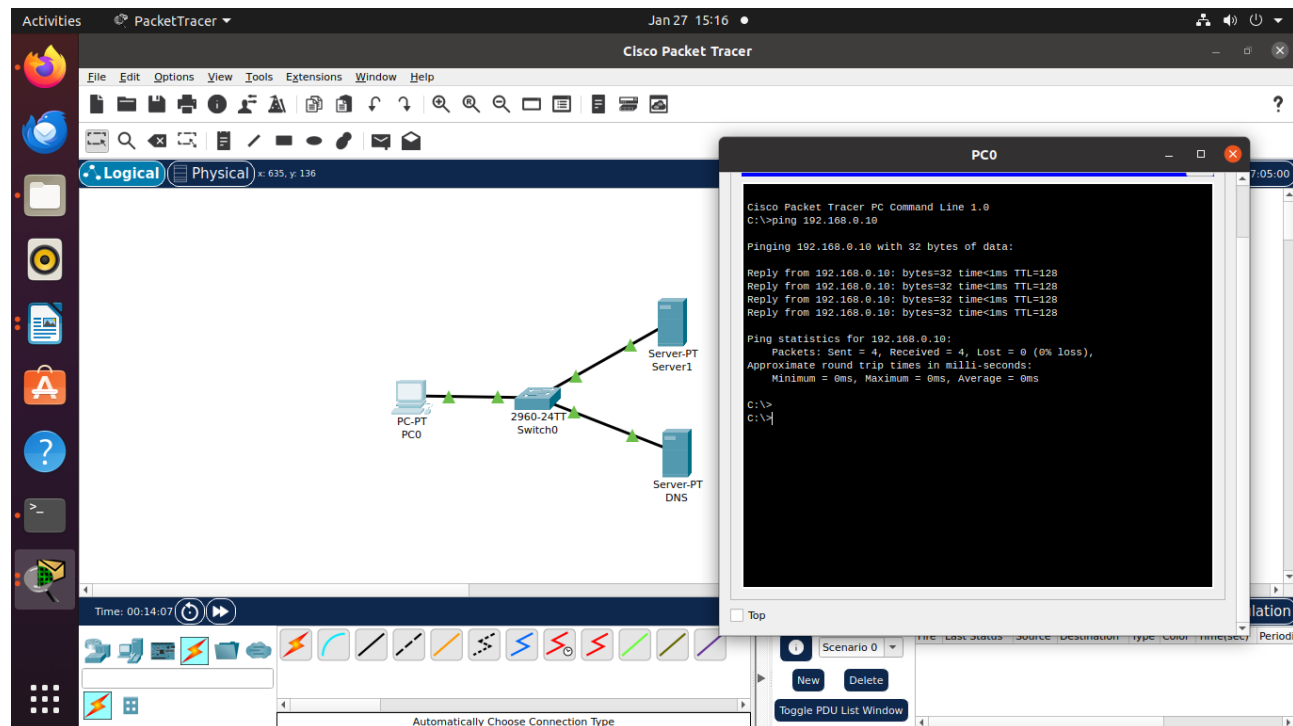 Activities PacketTracer Jan 27 15:16
Cisco Packet Tracer
File Edit Options View Tools Extensions Window Help
?
Logical Physical x: 635, y: 136
7:05:00
PC0
Cisco Packet Tracer PC Command Line 1.0
C:\>ping 192.168.0.10
Pinging 192.168.0.10 with 32 bytes of data:
Reply from 192.168.0.10: bytes=32 time<1ms TTL=128
Reply from 192.168.0.10: bytes=32 time<1ms TTL=128
Reply from 192.168.0.10: bytes=32 time<1ms TTL=128
Reply from 192.168.0.10: bytes=32 time<1ms TTL=128
Ping statistics for 192.168.0.10:
Packets: Sent = 4, Received = 4, Lost = 0 (0% loss),
Approximate round trip times in milli-seconds:
Minimum = 0ms, Maximum = 0ms, Average = 0ms
C:\>
C:\>
Top
Server-PT
Server1
PC-PT
PC0
2960-24TT
Switch0
Server-PT
DNS
Time: 00:14:07
lation
Scenario 0
Fire Last Status Source Destination Type Color Time(sec) Periodi
New Delete
Toggle PDU List Window
Automatically Choose Connection Type